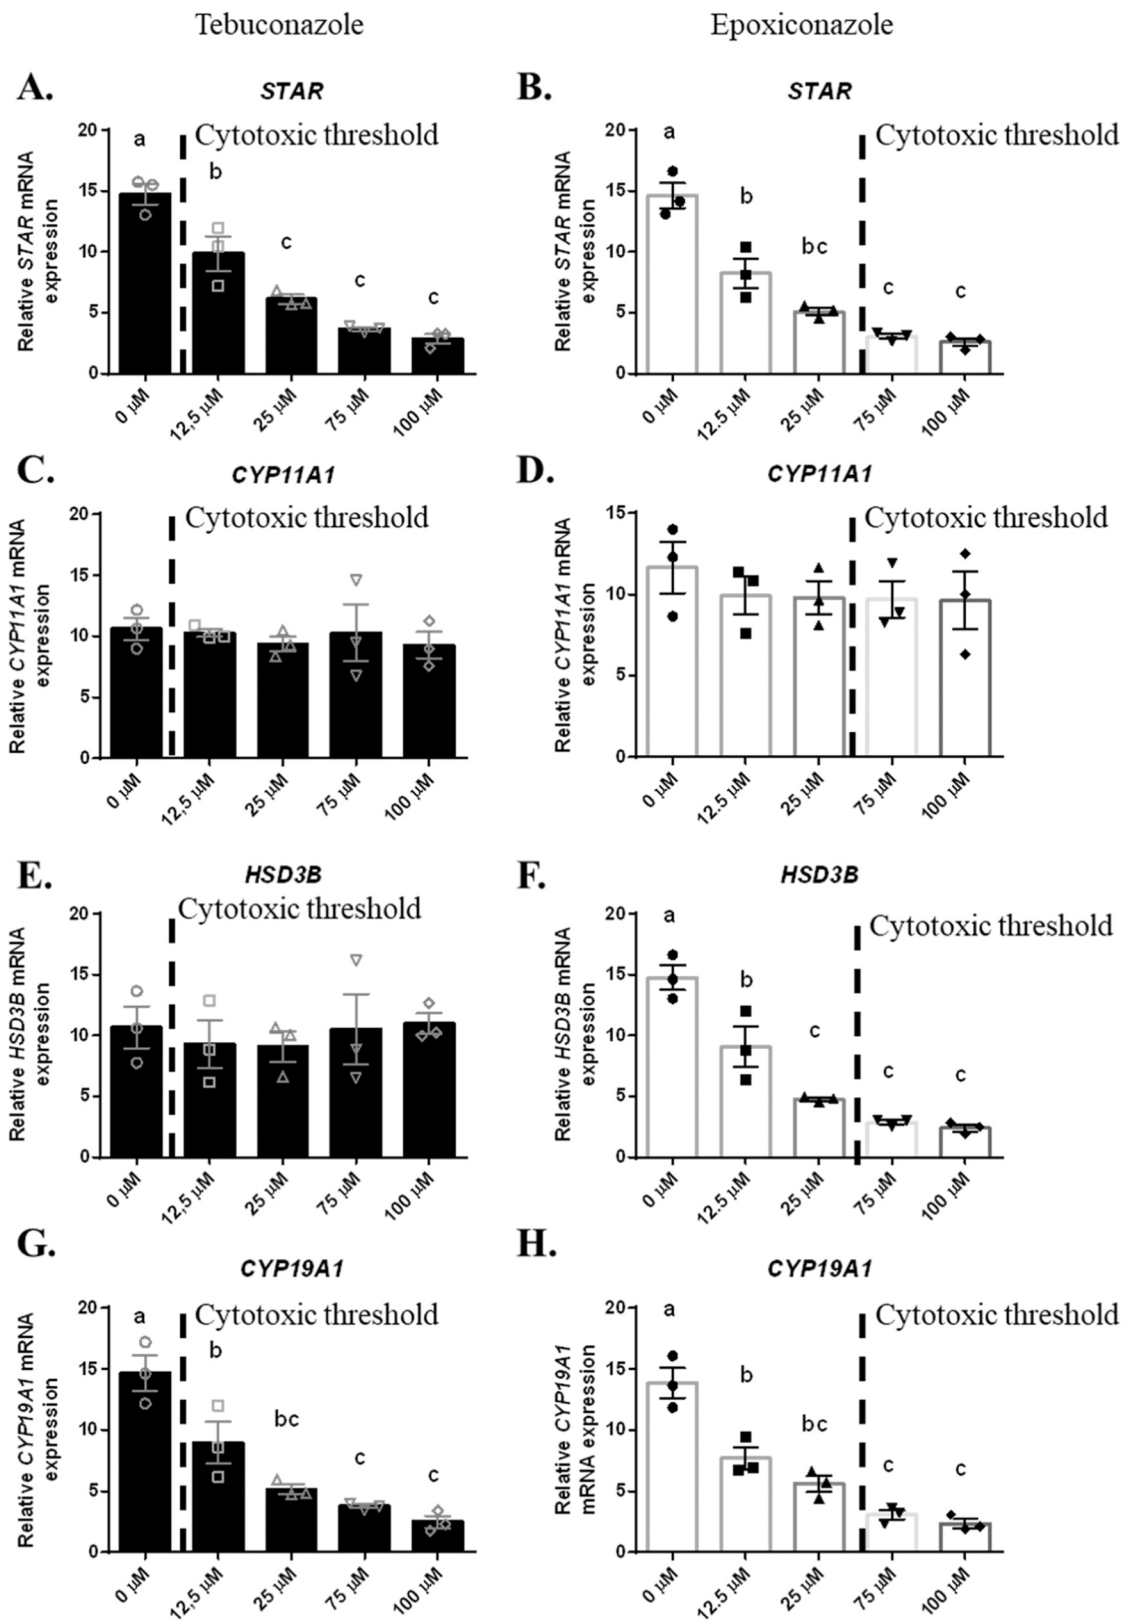 Tebuconazole
Epoxiconazole
A.
STAR
Cytotoxic threshold
Relative STAR mRNA
expression
20
15
10
5
0
a
b
c
c
c
0 µM
12,5 µM
25 µM
75 µM
100 µM
B.
STAR
Cytotoxic threshold
Relative STAR mRNA
expression
20
15
10
5
0
a
b
bc
c
c
0 µM
12.5 µM
25 µM
75 µM
100 µM
C.
CYP11A1
Cytotoxic threshold
Relative CYP11A1 mRNA
expression
20
15
10
5
0
0 µM
12,5 µM
25 µM
75 µM
100 µM
D.
CYP11A1
Cytotoxic threshold
Relative CYP11A1 mRNA
expression
15
10
5
0
0 µM
12.5 µM
25 µM
75 µM
100 µM
E.
HSD3B
Cytotoxic threshold
Relative HSD3B mRNA
expression
20
15
10
5
0
0 µM
12,5 µM
25 µM
75 µM
100 µM
F.
HSD3B
Cytotoxic threshold
Relative HSD3B mRNA
expression
20
15
10
5
0
a
b
c
c
c
0 µM
12.5 µM
25 µM
75 µM
100 µM
G.
CYP19A1
Cytotoxic threshold
Relative CYP19A1 mRNA
expression
20
15
10
5
0
a
b
bc
c
c
0 µM
12,5 µM
25 µM
75 µM
100 µM
H.
CYP19A1
Cytotoxic threshold
Relative CYP19A1
mRNA expression
20
15
10
5
0
a
b
bc
c
c
0 µM
12.5 µM
25 µM
75 µM
100 µM